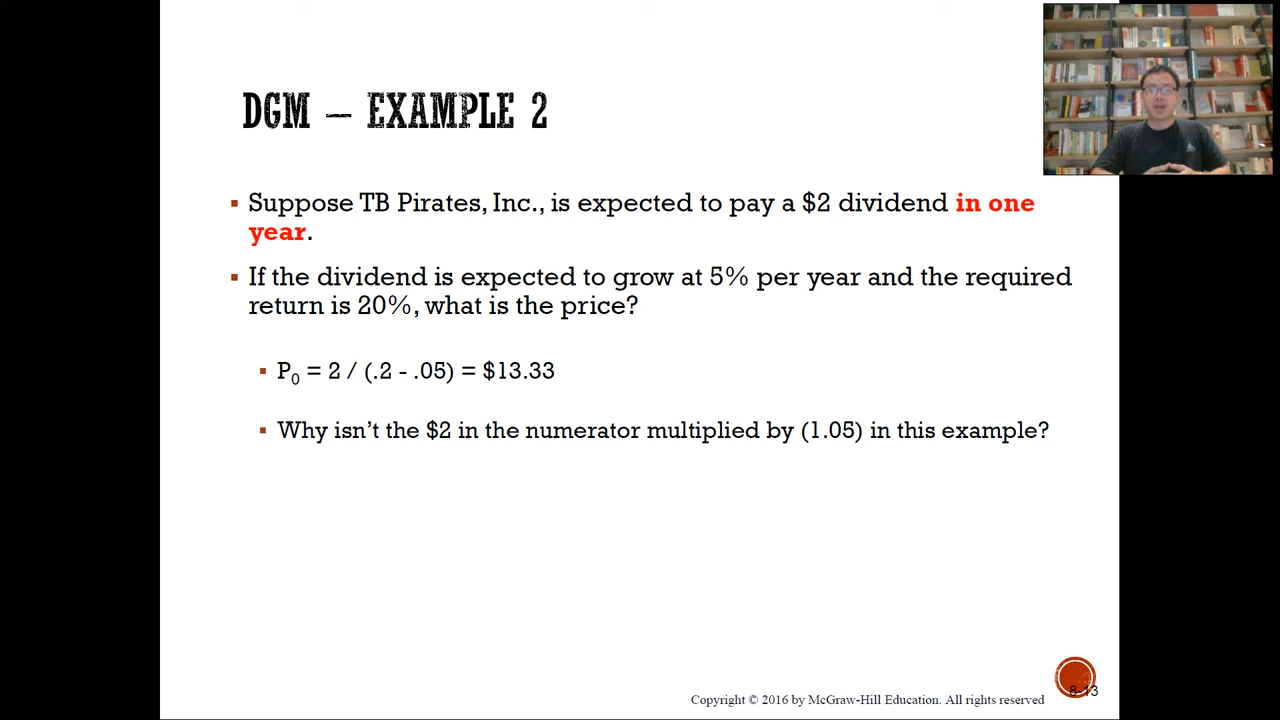 DGM – EXAMPLE 2
Suppose TB Pirates, Inc., is expected to pay a $2 dividend in one
year.
If the dividend is expected to grow at 5% per year and the required
return is 20%, what is the price?
P0 = 2 / (.2 - .05) = $13.33
Why isn’t the $2 in the numerator multiplied by (1.05) in this example?
8-13
Copyright © 2016 by McGraw-Hill Education. All rights reserved